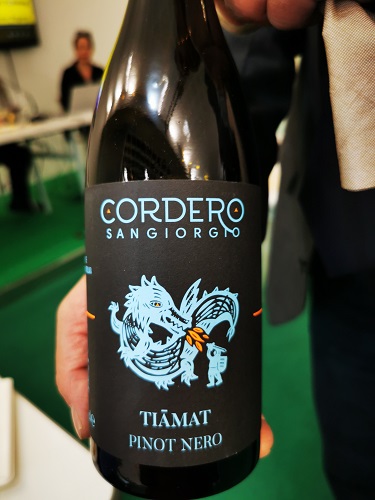 CORDERO
SANGIORGIO
TIĀMAT
PINOT NERO